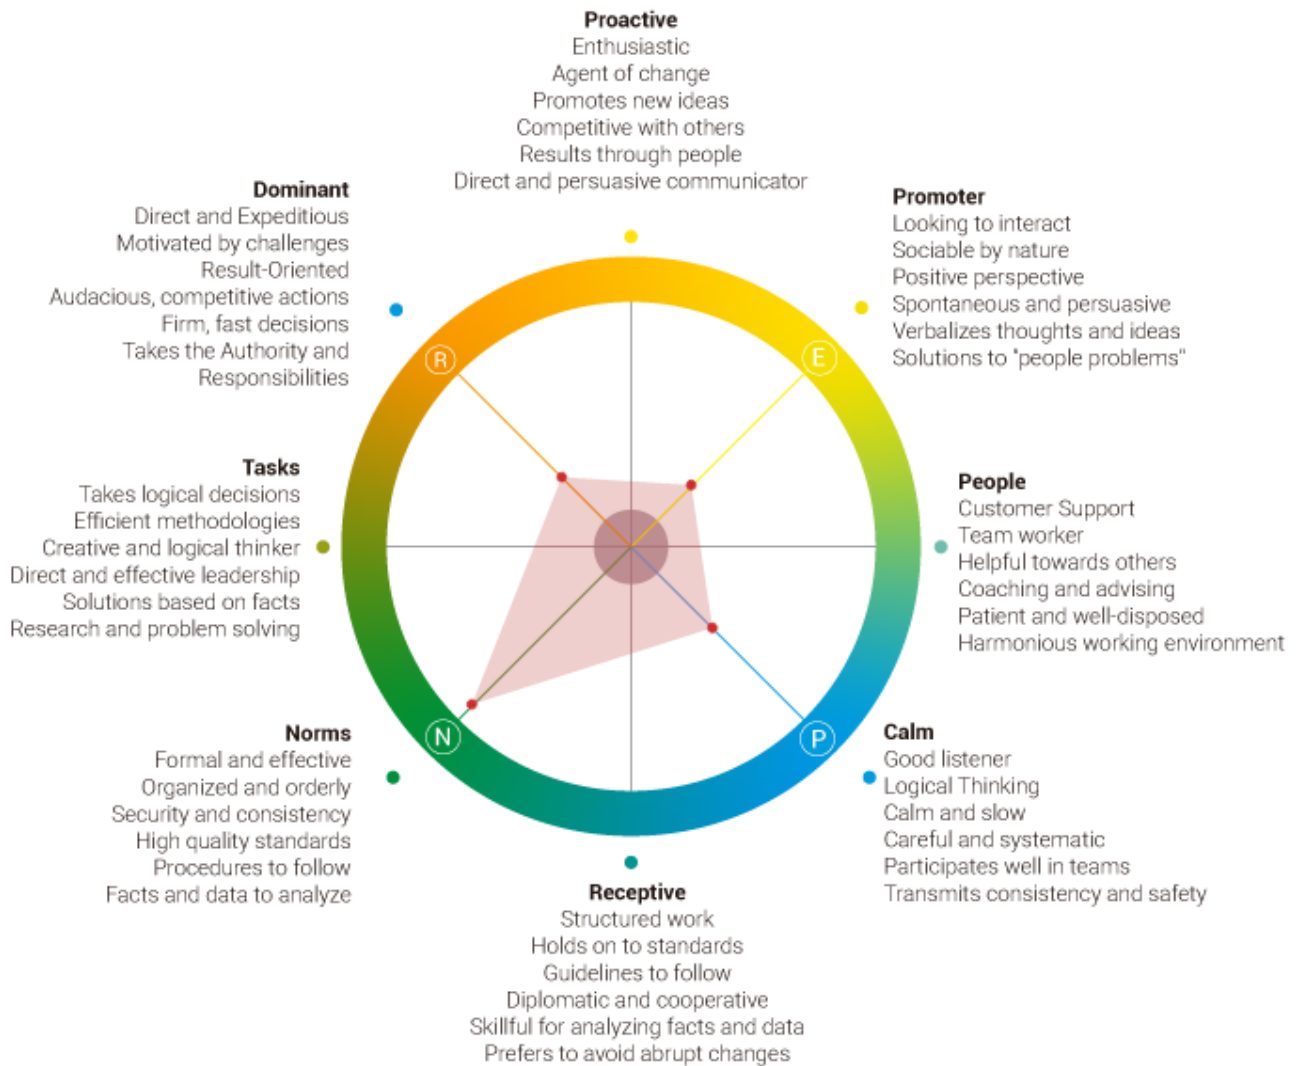 Proactive
Enthusiastic
Agent of change
Promotes new ideas
Competitive with others
Results through people
Direct and persuasive communicator
Dominant
Direct and Expeditious
Motivated by challenges
Result-Oriented
Audacious, competitive actions
Firm, fast decisions
Takes the Authority and
Responsibilities
Promoter
Looking to interact
Sociable by nature
Positive perspective
Spontaneous and persuasive
Verbalizes thoughts and ideas
Solutions to "people problems"
R
E
Tasks
Takes logical decisions
Efficient methodologies
Creative and logical thinker
Direct and effective leadership
Solutions based on facts
Research and problem solving
People
Customer Support
Team worker
Helpful towards others
Coaching and advising
Patient and well-disposed
Harmonious working environment
N
P
Norms
Formal and effective
Organized and orderly
Security and consistency
High quality standards
Procedures to follow
Facts and data to analyze
Calm
Good listener
Logical Thinking
Calm and slow
Careful and systematic
Participates well in teams
Transmits consistency and safety
Receptive
Structured work
Holds on to standards
Guidelines to follow
Diplomatic and cooperative
Skillful for analyzing facts and data
Prefers to avoid abrupt changes